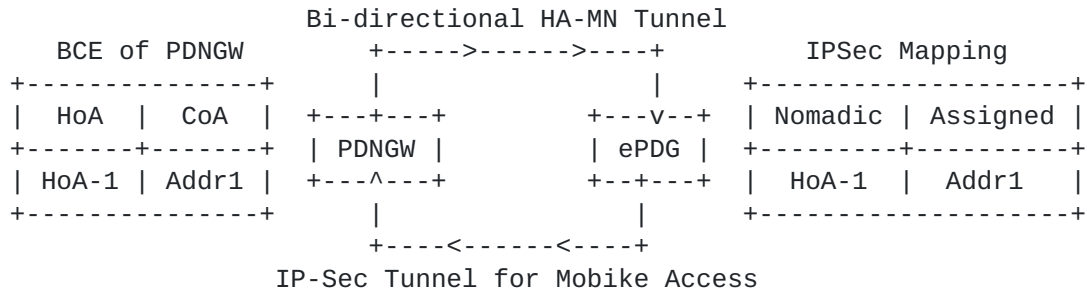 Bi-directional HA-MN Tunnel
   BCE of PDNGW        +----->------>----+         IPSec Mapping
+---------------+      |                 |     +--------------------+
|  HoA  |  CoA  |  +---+---+         +---v--+  | Nomadic | Assigned |
+-------+-------+  | PDNGW |         | ePDG |  +---------+----------+
| HoA-1 | Addr1 |  +---^---+         +--+---+  |  HoA-1  |   Addr1  |
+---------------+      |                |      +--------------------+
                       +----<------<----+
                 IP-Sec Tunnel for Mobike Access